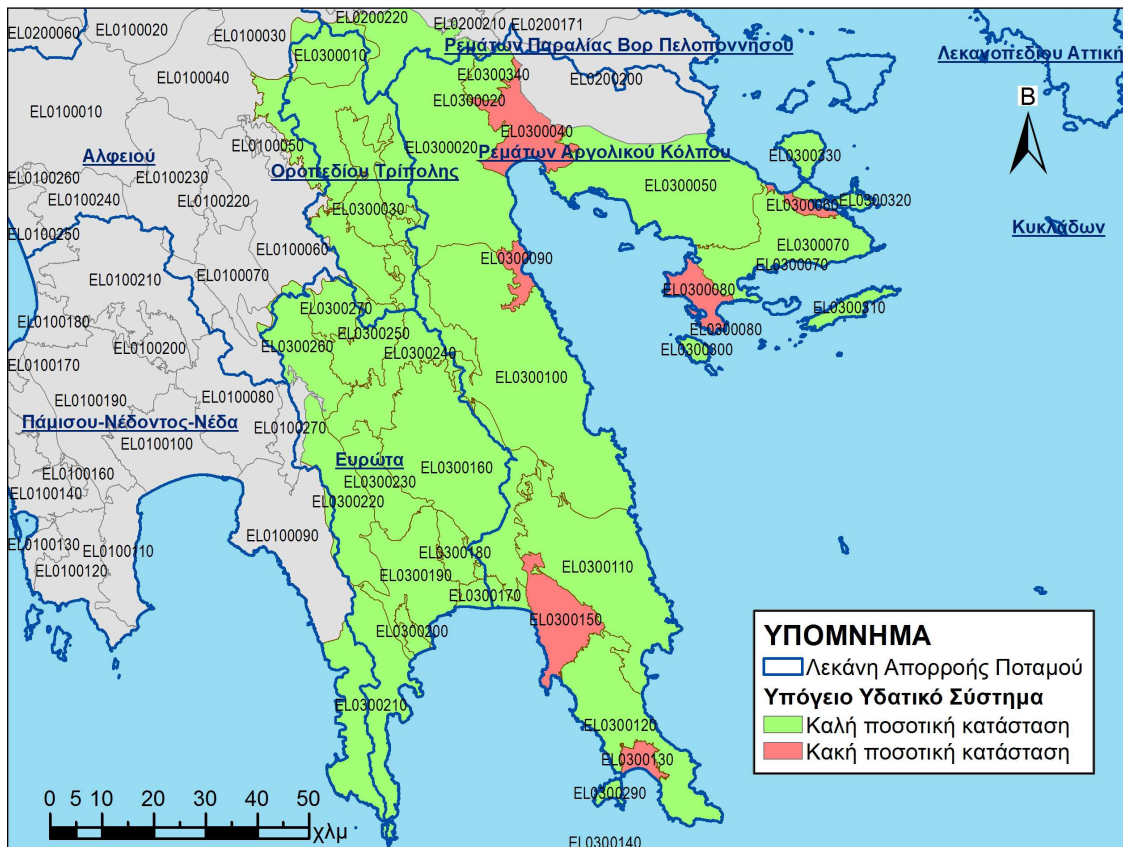 EL0200220
EL0200210
EL0200171
EL0200060
EL0100020
EL0100030
EL0300010
Ρεμάτων Παραλίας Βορ Πελοποννήσου
Λεκανοπεδίου Αττική
EL0100040
EL0300340
EL0200200
EL0100010
EL0300020
B
EL0300040
EL0100050
EL0300020
Ρεμάτων Αργολικού Κόλπου
EL0300330
Αλφειού
EL0100260
EL0100230
Οροπεδίου Τρίπολης
EL0300050
EL0100240
EL0100220
EL0300030
EL0300060
EL0300320
EL0100250
Κυκλάδων
EL0100060
EL0300070
EL0300090
EL0300070
EL0100210
EL0100070
EL0300080
EL0300270
EL0300310
EL0100180
EL0300250
EL0300080
EL0100200
EL0300260
EL0300240
EL0300300
EL0100170
EL0300100
EL0100190
EL0100080
Πάμισου-Νέδοντος-Νέδα
EL0100270
EL0100100
Ευρώτα
EL0300160
EL0100160
EL0300230
EL0100140
EL0300220
EL0100090
EL0100130
EL0100110
EL0300180
EL0100120
EL0300190
EL0300110
EL0300170
EL0300150
EL0300200
EL0300210
EL0300120
EL0300130
EL0300290
EL0300140
ΥΠΟΜΝΗΜΑ
Λεκάνη Απορροής Ποταμού
Υπόγειο Υδατικό Σύστημα
Καλή ποσοτική κατάσταση
Κακή ποσοτική κατάσταση
0 5 10 20 30 40 50
χλμ